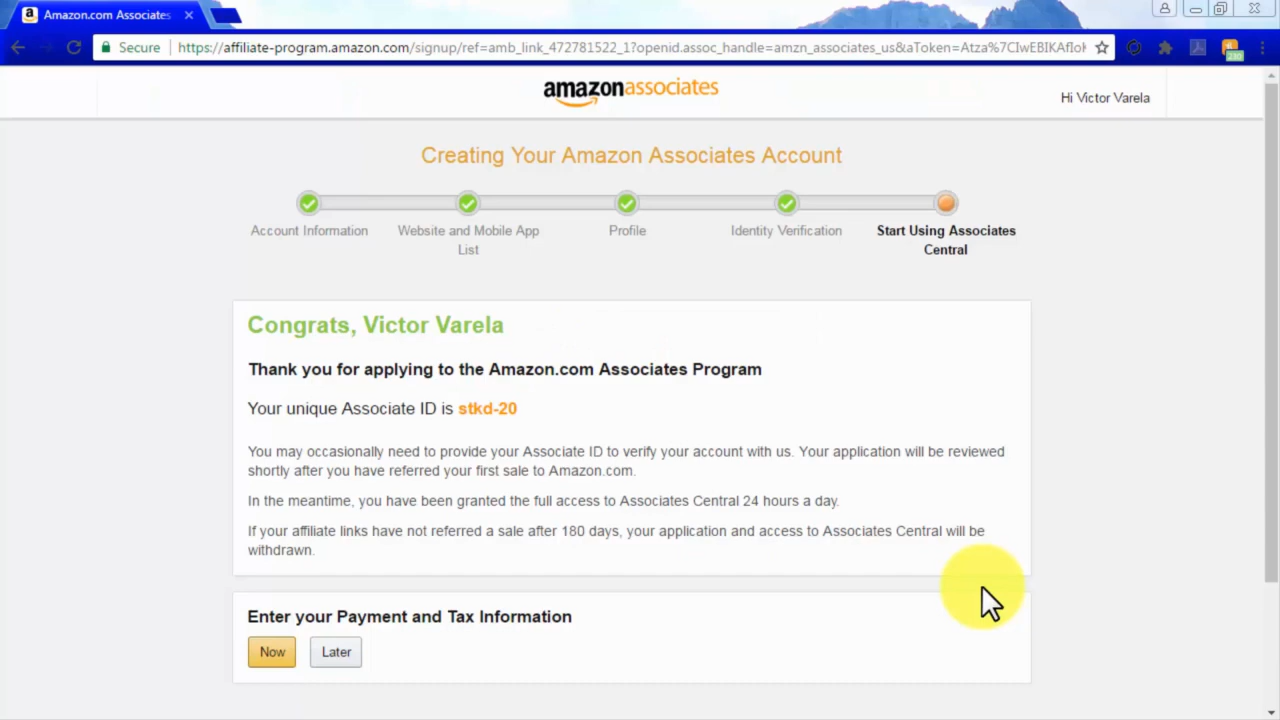 Amazon.com Associates
Secure
https://affiliate-program.amazon.com/signup/ref=amb_link_472781522_1?openid.assoc_handle=amzn_associates_us&aToken=Atza%7CIwEBIKAfIoH
amazonassociates
Hi Victor Varela
Creating Your Amazon Associates Account
Account Information
Website and Mobile App
List
Profile
Identity Verification
Start Using Associates
Central
Congrats, Victor Varela
Thank you for applying to the Amazon.com Associates Program
Your unique Associate ID is stkd-20
You may occasionally need to provide your Associate ID to verify your account with us. Your application will be reviewed
shortly after you have referred your first sale to Amazon.com.
In the meantime, you have been granted the full access to Associates Central 24 hours a day.
If your affiliate links have not referred a sale after 180 days, your application and access to Associates Central will be
withdrawn.
Enter your Payment and Tax Information
Now
Later